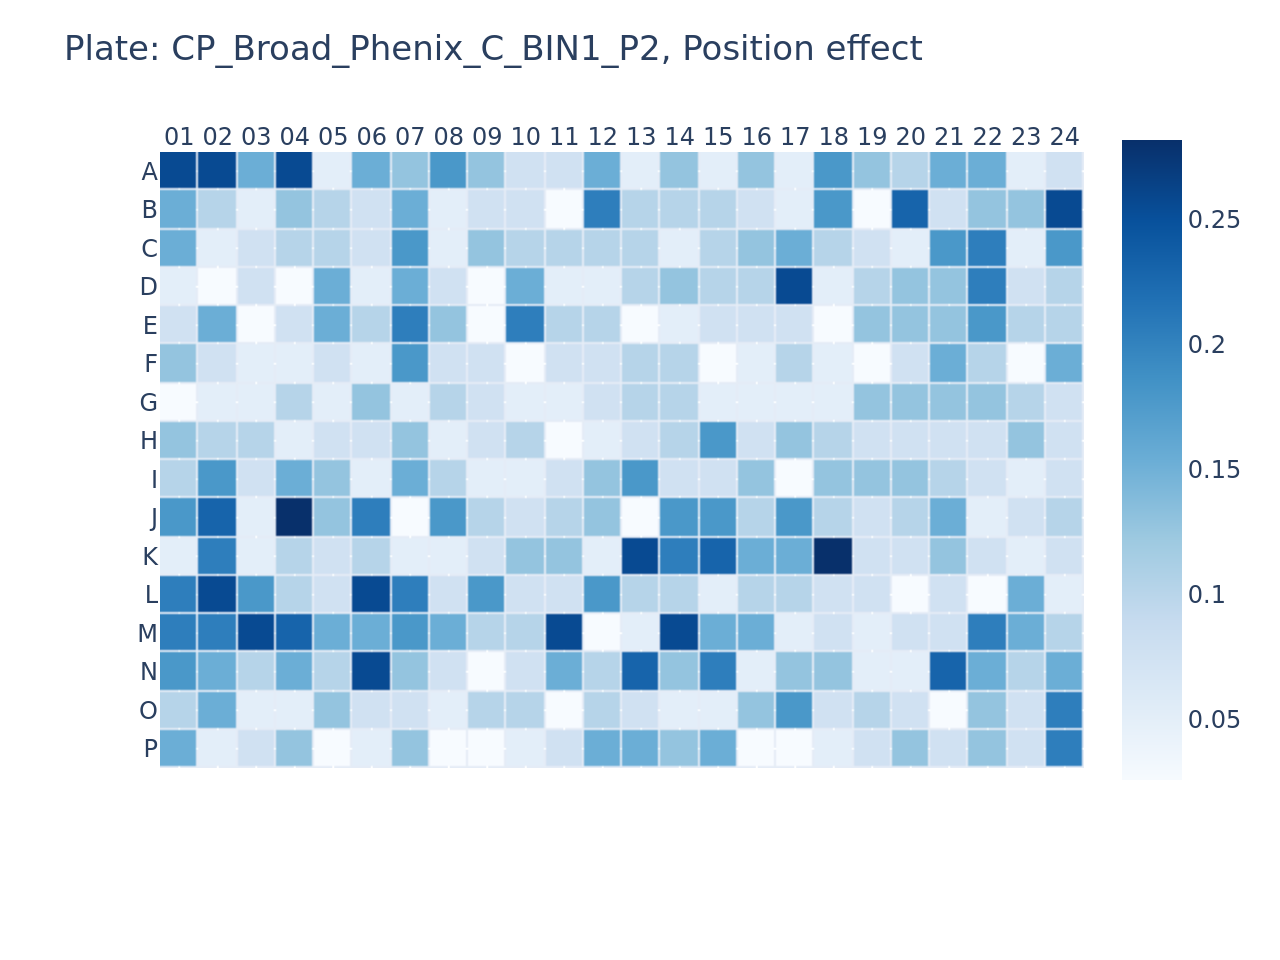 Plate: CP_Broad_Phenix_C_BIN1_P2, Position effect
01 02 03 04 05 06 07 08 09 10 11 12 13 14 15 16 17 18 19 20 21 22 23 24
A
B
C
D
E
F
G
H
I
J
K
L
M
N
O
P
0.25
0.2
0.15
0.1
0.05